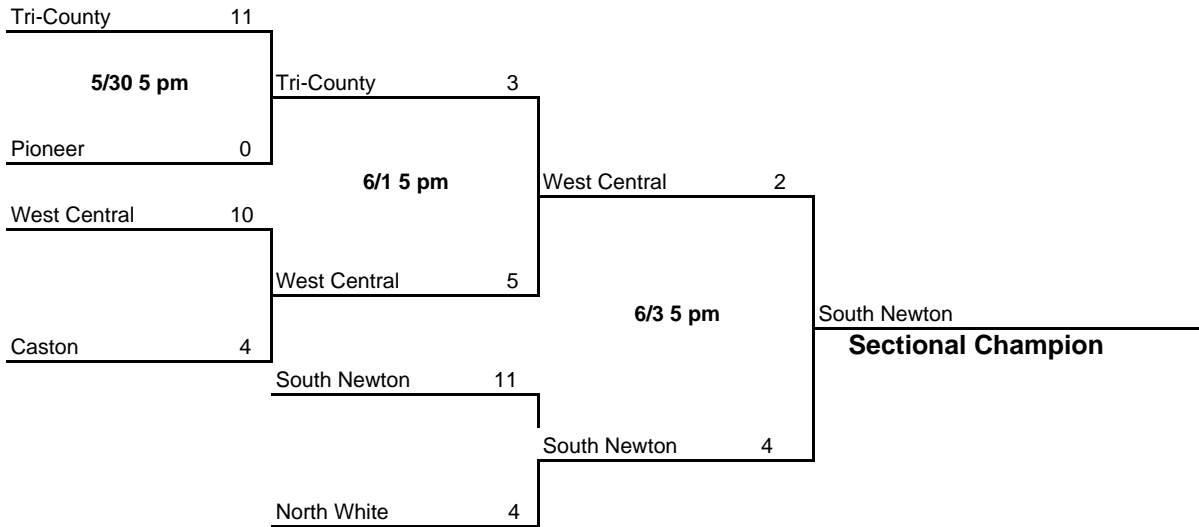 Tri-County 11
5/30 5 pm
Tri-County 3
Pioneer 0
6/1 5 pm
West Central 2
West Central 10
West Central 5
6/3 5 pm
South Newton
Sectional Champion
Caston 4
South Newton 11
South Newton 4
North White 4